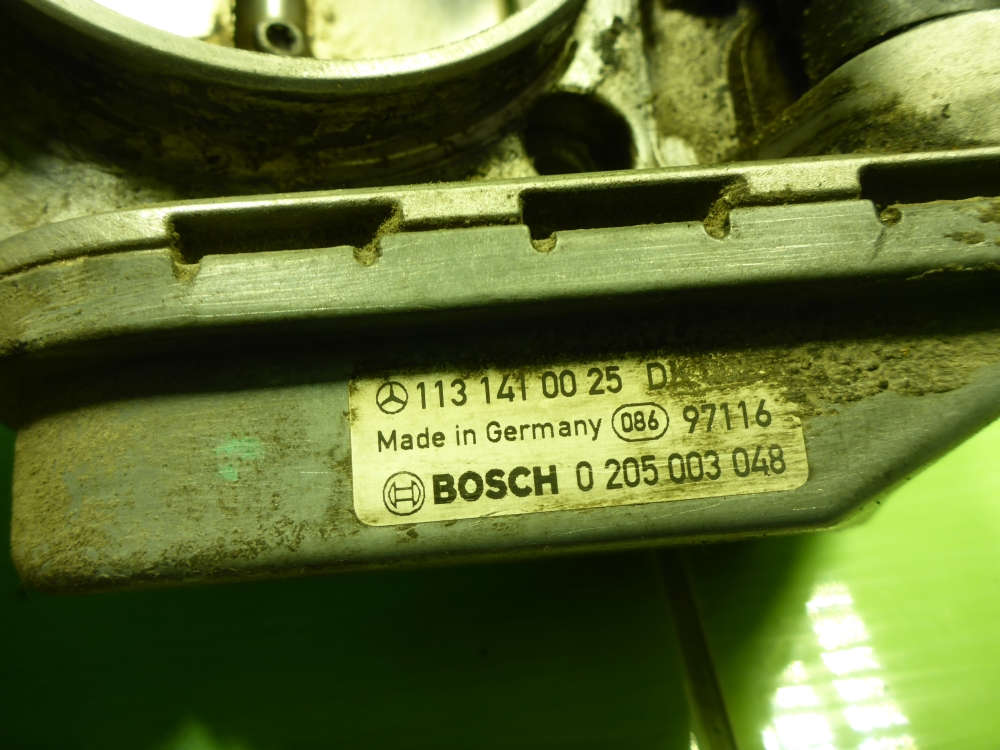 113 141 00 25
Made in Germany 086 97116
BOSCH 0 205 003 048